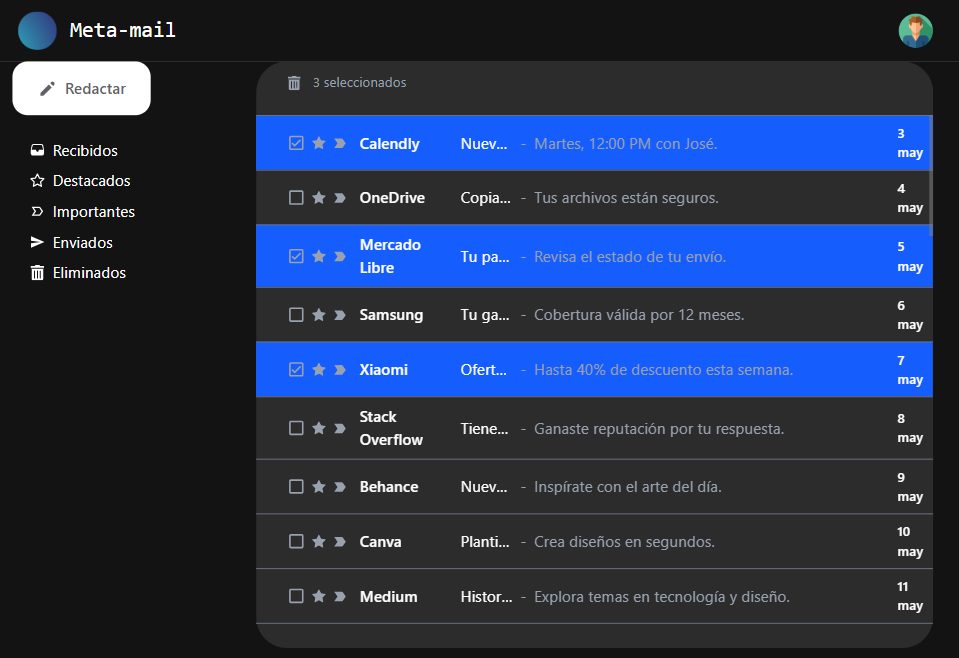 Meta-mail
Redactar
Recibidos
Destacados
Importantes
Enviados
Eliminados
3 seleccionados
Calendly Nuev... - Martes, 12:00 PM con José. 3 may
OneDrive Copia... - Tus archivos están seguros. 4 may
Mercado Libre Tu pa... - Revisa el estado de tu envío. 5 may
Samsung Tu ga... - Cobertura válida por 12 meses. 6 may
Xiaomi Ofert... - Hasta 40% de descuento esta semana. 7 may
Stack Overflow Tiene... - Ganaste reputación por tu respuesta. 8 may
Behance Nuev... - Inspírate con el arte del día. 9 may
Canva Planti... - Crea diseños en segundos. 10 may
Medium Histor... - Explora temas en tecnología y diseño. 11 may